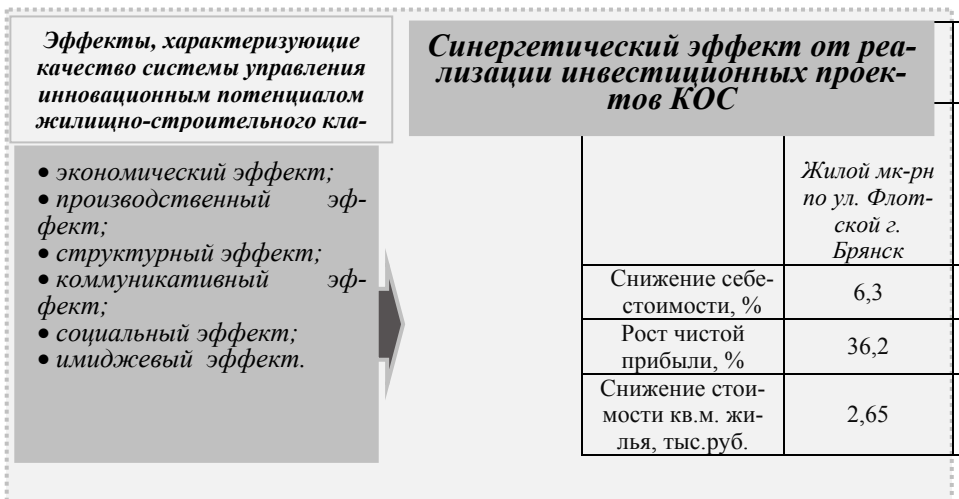 Эффекты, характеризующие
качество системы управления
инновационным потенциалом
жилищно-строительного кла-
• экономический эффект;
• производственный эф-
фект;
• структурный эффект;
• коммуникативный эф-
фект;
• социальный эффект;
• имиджевый эффект.
Синергетический эффект от реа-
лизации инвестиционных проек-
тов КОС
Жилой мк-рн
по ул. Флот-
ской г.
Брянск
Снижение себе-
стоимости, %
6,3
Рост чистой
прибыли, %
36,2
Снижение стои-
мости кв.м. жи-
лья, тыс.руб.
2,65